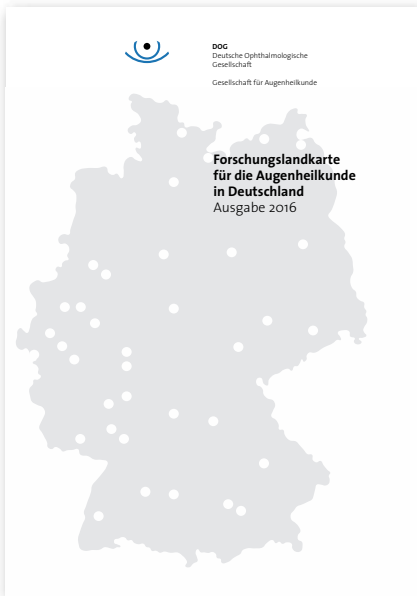 DOG
Deutsche Ophthalmologische
Gesellschaft
Gesellschaft für Augenheilkunde
Forschungslandkarte
für die Augenheilkunde
in Deutschland
Ausgabe 2016